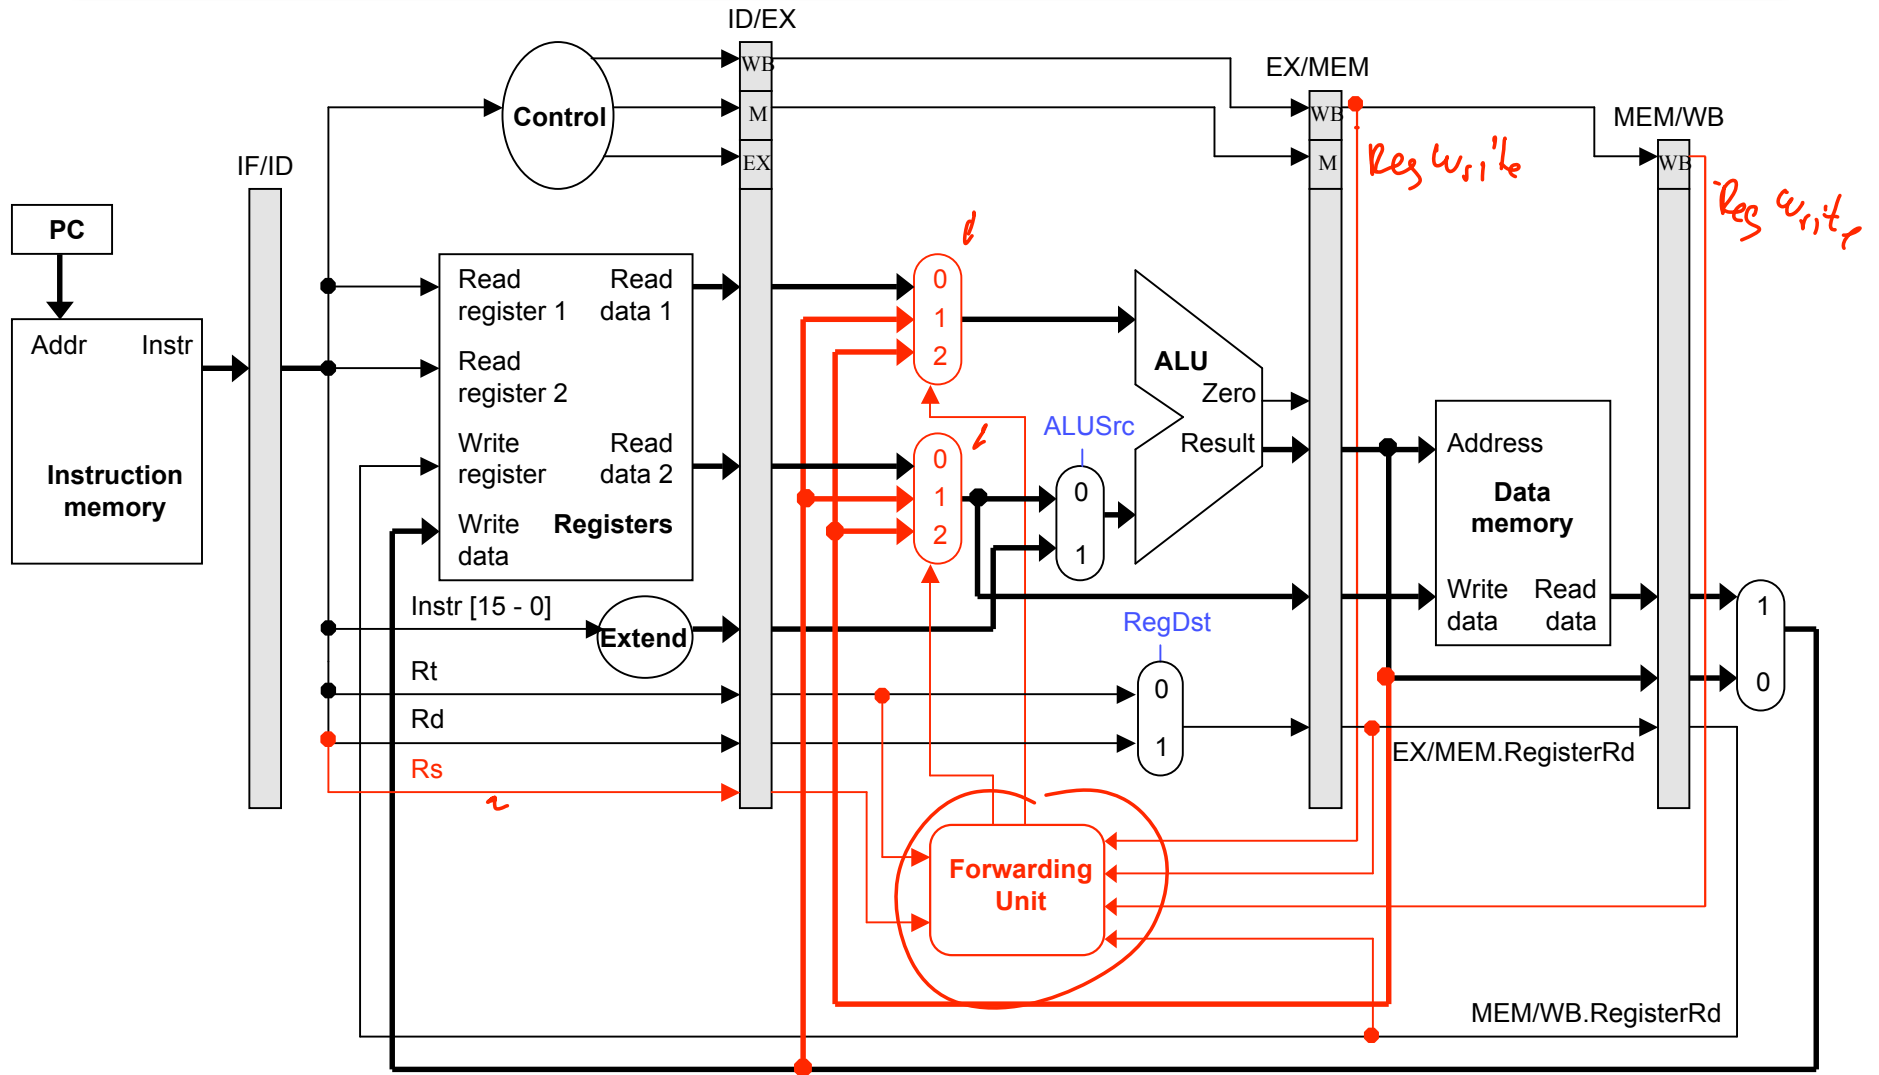 ID/EX
EX/MEM
MEM/WB
IF/ID
WB
M
EX
Control
WB
M
WB
Reg Write
Reg Write
PC
Addr Instr
Instruction
memory
Read
register 1
Read
data 1
Read
register 2
Write
register
Read
data 2
Write
data
Registers
0
1
2
0
1
2
ALUSrc
0
1
ALU
Zero
Result
Address
Data
memory
Write
data
Read
data
1
0
Instr [15 - 0]
Extend
RegDst
0
1
Rt
Rd
Rs
EX/MEM.RegisterRd
Forwarding
Unit
MEM/WB.RegisterRd